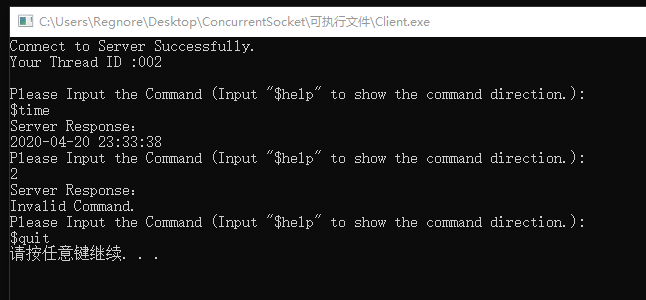 C:\Users\Regnore\Desktop\ConcurrentSocket\可执行文件\Client.exe
Connect to Server Successfully.
Your Thread ID :002
Please Input the Command (Input "$help" to show the command direction.):
$time
Server Response:
2020-04-20 23:33:38
Please Input the Command (Input "$help" to show the command direction.):
2
Server Response:
Invalid Command.
Please Input the Command (Input "$help" to show the command direction.):
$quit
请按任意键继续. . .